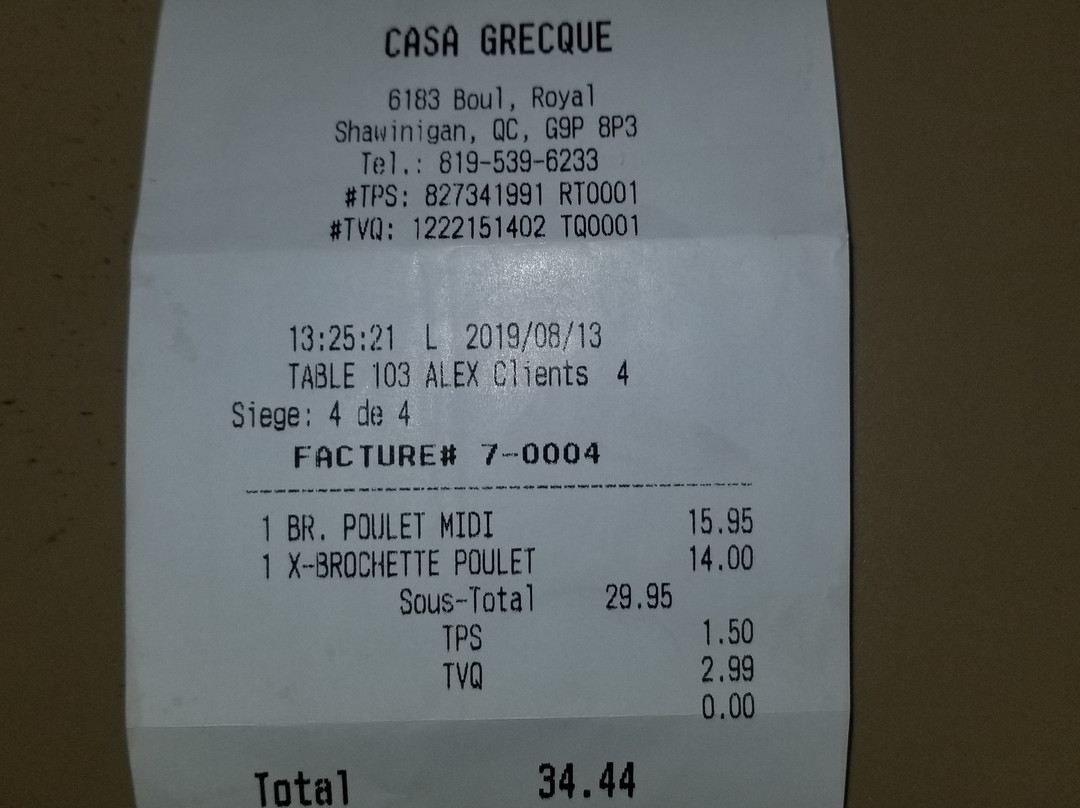 CASA GRECQUE
6183 Boul, Royal
Shawinigan, QC, G9P 8P3
Tel.: 819-539-6233
#TPS: 827341991 RT0001
#TVQ: 1222151402 TQ0001
13:25:21 L 2019/08/13
TABLE 103 ALEX Clients 4
Siege: 4 de 4
FACTURE# 7-0004
1 BR. POULET MIDI 15.95
1 X-BROCHETTE POULET 14.00
Sous-Total 29.95
TPS 1.50
TVQ 2.99
0.00
Total 34.44